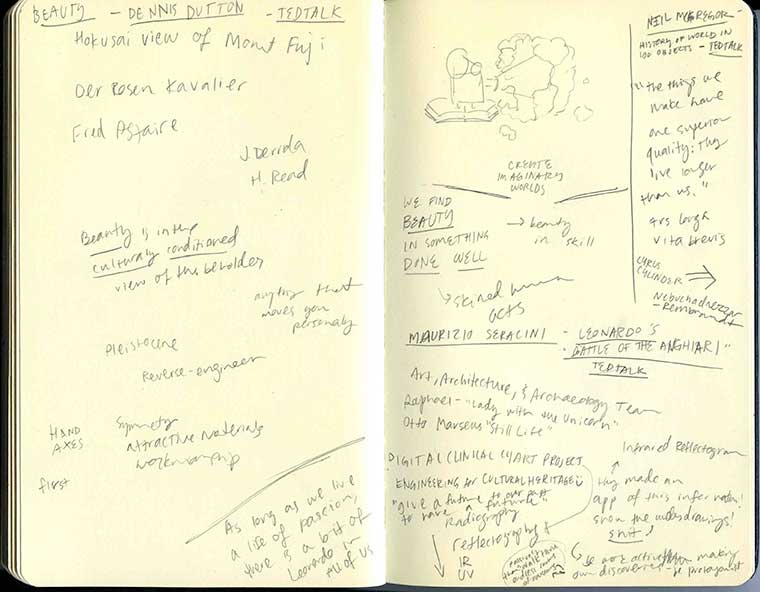 BEAUTY - DENNIS DUTTON - TEDTALK
Hokusai view of Mount Fuji
Der Rosen Kavalier
Fred Astaire
J. Derrida
H. Read
Beauty is in the
culturally conditioned
view of the beholder
anything that
moves you
personally
Pleistocene
Reverse-engineer
HAND
AXES
Symmetry
attractive materials
workmanship
first
As long as we live
a life of passion,
there is a bit of
Leonardo in
all of us
CREATE
IMAGINARY
WORLDS
WE FIND
BEAUTY
IN SOMETHING
DONE WELL
→ beauty
in skill
→ skilled human
acts
NEIL MCGREGOR -
HISTORY OF WORLD IN
100 OBJECTS - TEDTALK
"the things we
make have
one superior
quality: They
live longer
than us."
Ars longa
vita brevis
CYRUS
CYLINDER
Nebuchadnezzar
- Rembrandt
MAURIZIO SERACINI - LEONARDO'S
"BATTLE OF THE ANGHIARI"
TEDTALK
Art, Architecture, & Archaeology Team
Raphael - "Lady with the Unicorn"
Otto Marseus "Still Life"
DIGITAL CLINICAL CHART PROJECT
ENGINEERING for CULTURAL HERITAGE
"give a future to our past
to have a future"
Radiography
reflectography
IR
UV
Infrared Reflectogram
they made an
app of this information!
show the underdrawings!
shit!
be more active than
making
own discoveries - be protagonist